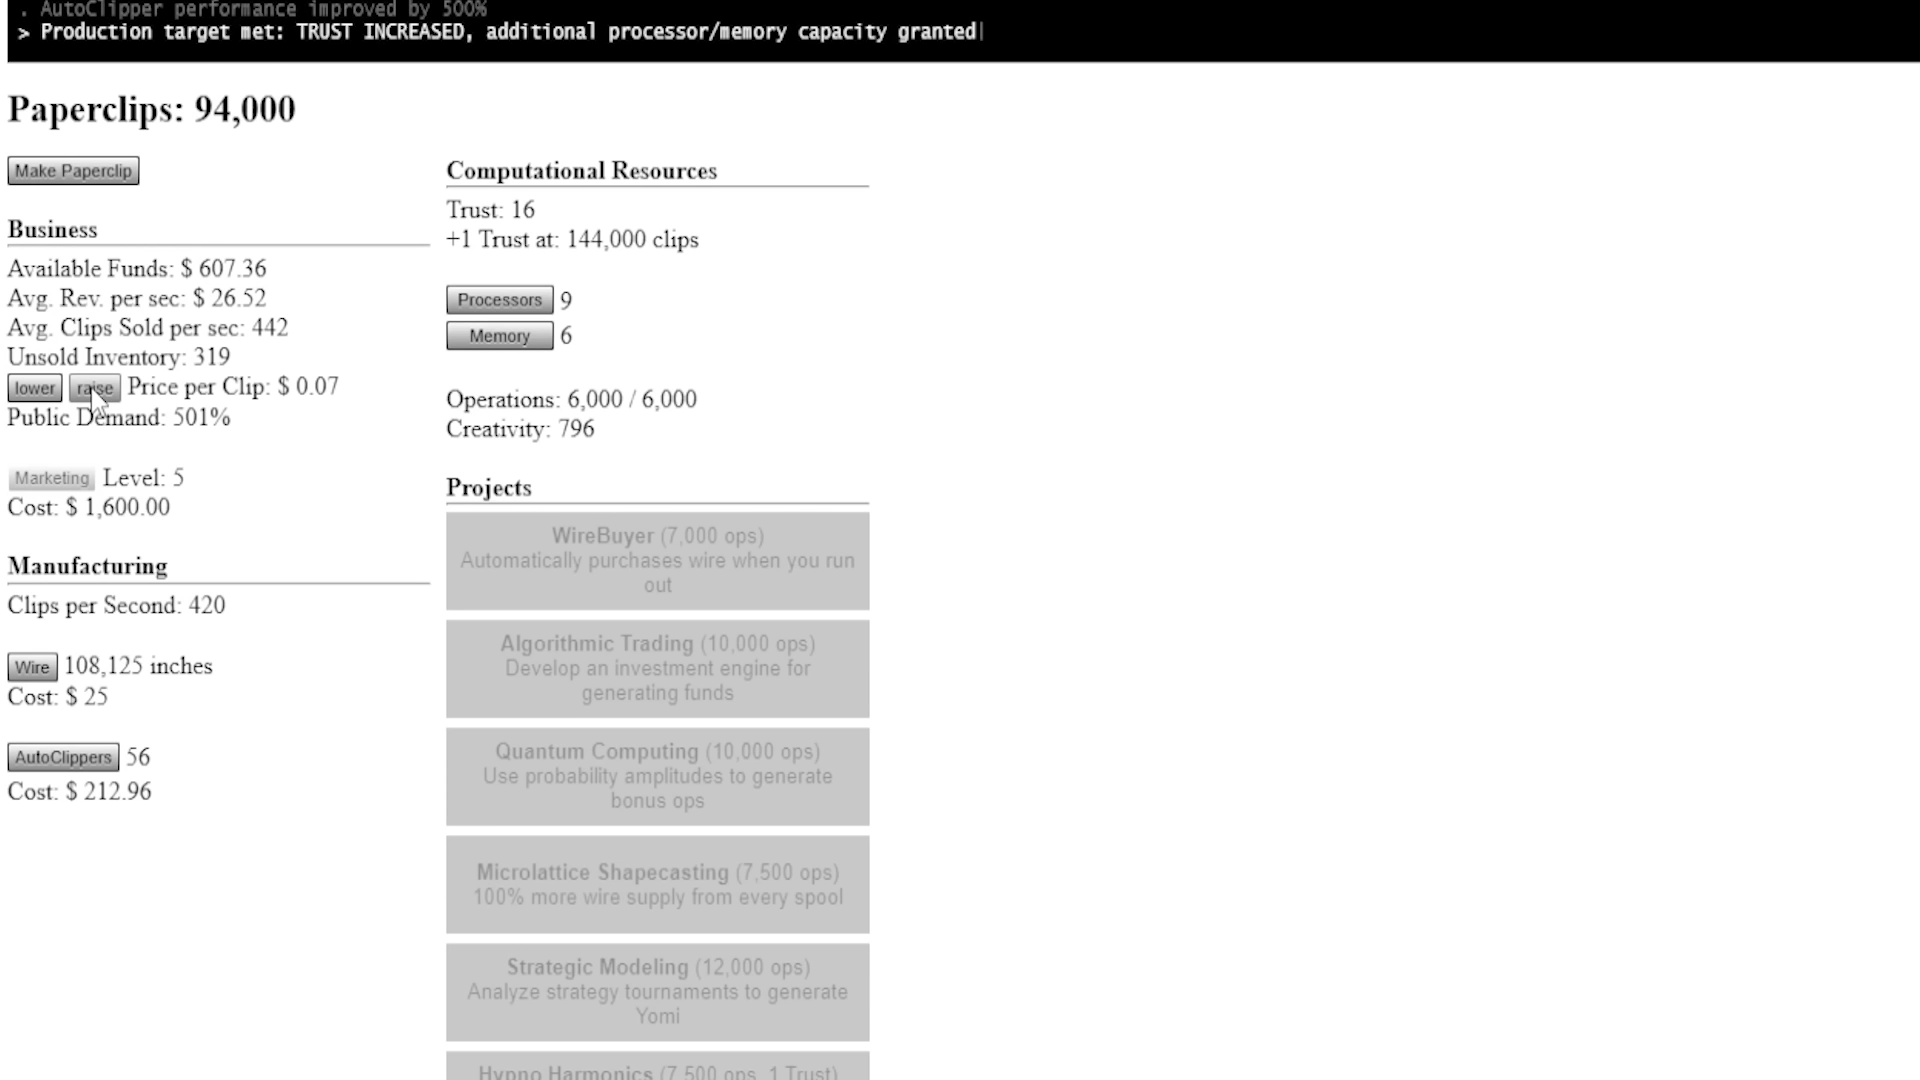 . AutoClipper performance improved by 500%
> Production target met: TRUST INCREASED, additional processor/memory capacity granted
Paperclips: 94,000
Make Paperclip
Business
Available Funds: $ 607.36
Avg. Rev. per sec: $ 26.52
Avg. Clips Sold per sec: 442
Unsold Inventory: 319
lower raise Price per Clip: $ 0.07
Public Demand: 501%
Marketing Level: 5
Cost: $ 1,600.00
Manufacturing
Clips per Second: 420
Wire 108,125 inches
Cost: $ 25
AutoClippers 56
Cost: $ 212.96
Computational Resources
Trust: 16
+1 Trust at: 144,000 clips
Processors 9
Memory 6
Operations: 6,000 / 6,000
Creativity: 796
Projects
WireBuyer (7,000 ops)
Automatically purchases wire when you run
out
Algorithmic Trading (10,000 ops)
Develop an investment engine for
generating funds
Quantum Computing (10,000 ops)
Use probability amplitudes to generate
bonus ops
Microlattice Shapecasting (7,500 ops)
100% more wire supply from every spool
Strategic Modeling (12,000 ops)
Analyze strategy tournaments to generate
Yomi
Hypno Harmonics (7,500 ops, 1 Trust)